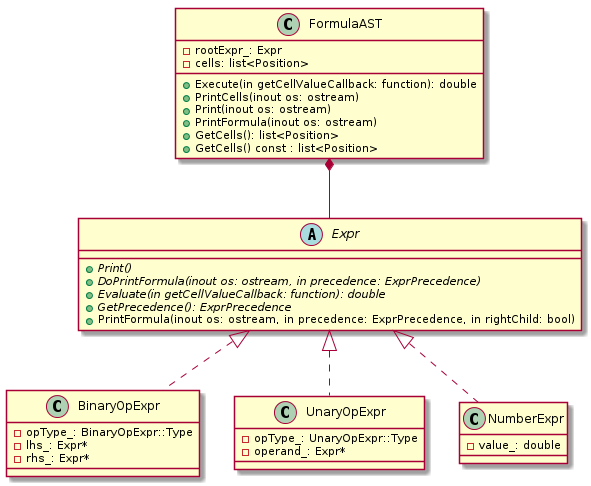 C FormulaAST
rootExpr_: Expr
cells: list<Position>
Execute(in getCellValueCallback: function): double
PrintCells(inout os: ostream)
Print(inout os: ostream)
PrintFormula(inout os: ostream)
GetCells(): list<Position>
GetCells() const : list<Position>
A Expr
Print()
DoPrintFormula(inout os: ostream, in precedence: ExprPrecedence)
Evaluate(in getCellValueCallback: function): double
GetPrecedence(): ExprPrecedence
PrintFormula(inout os: ostream, in precedence: ExprPrecedence, in rightChild: bool)
C BinaryOpExpr
opType_: BinaryOpExpr::Type
lhs_: Expr*
rhs_: Expr*
C UnaryOpExpr
opType_: UnaryOpExpr::Type
operand_: Expr*
C NumberExpr
value_: double